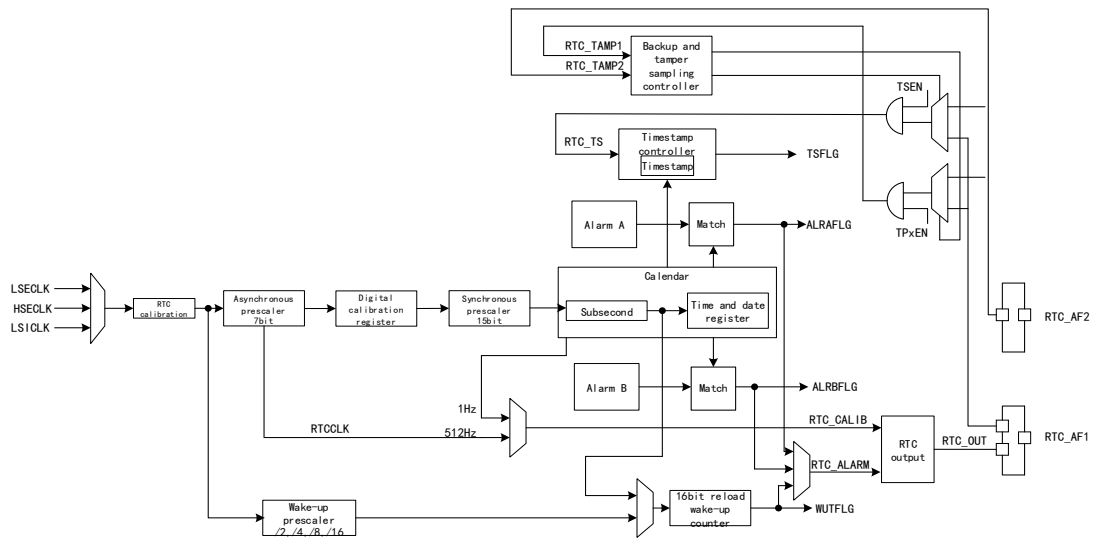 RTC_TAMP1
RTC_TAMP2
Backup and
tamper
sampling
controller
TSEN
RTC_TS
Timestamp
controller
Timestamp
TSFLG
TPxEN
Alarm A
Match
ALRAFLG
Calendar
LSECLK
HSECLK
LSICLK
RTC
calibration
Asynchronous
prescaler
7bit
Digital
calibration
register
Synchronous
prescaler
15bit
Subsecond
Time and date
register
RTC_AF2
Alarm B
Match
ALRBFLG
1Hz
RTCCLK
512Hz
RTC_CALIB
RTC
output
RTC_OUT
RTC_AF1
RTC_ALARM
Wake-up
prescaler
/2,/4,/8,/16
16bit reload
wake-up
counter
WUTFLG